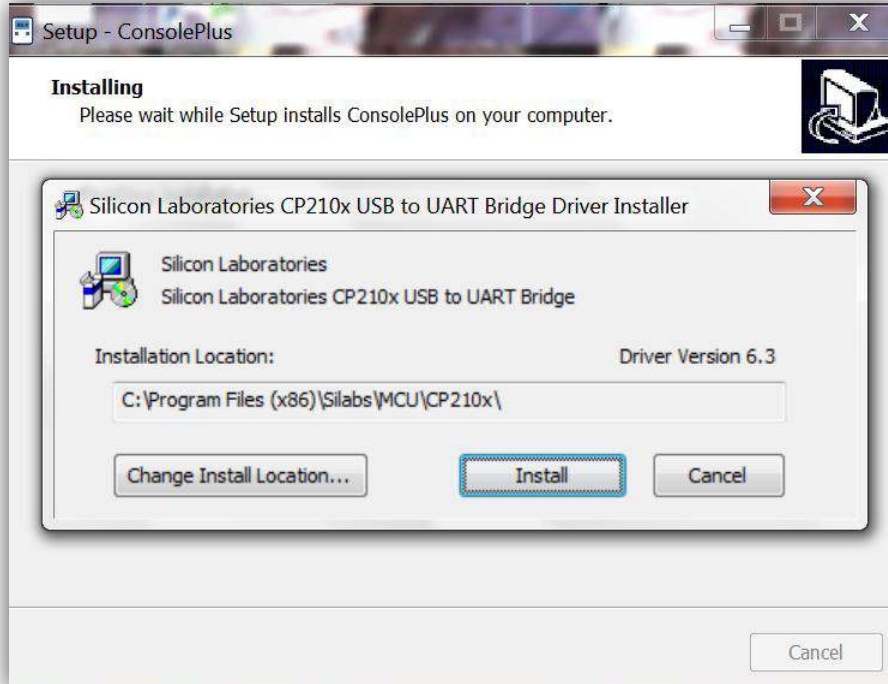 Setup - ConsolePlus
Installing
Please wait while Setup installs ConsolePlus on your computer.
Silicon Laboratories CP210x USB to UART Bridge Driver Installer
Silicon Laboratories
Silicon Laboratories CP210x USB to UART Bridge
Installation Location: Driver Version 6.3
C:\Program Files (x86)\Silabs\MCU\CP210x\
Change Install Location... Install Cancel
Cancel